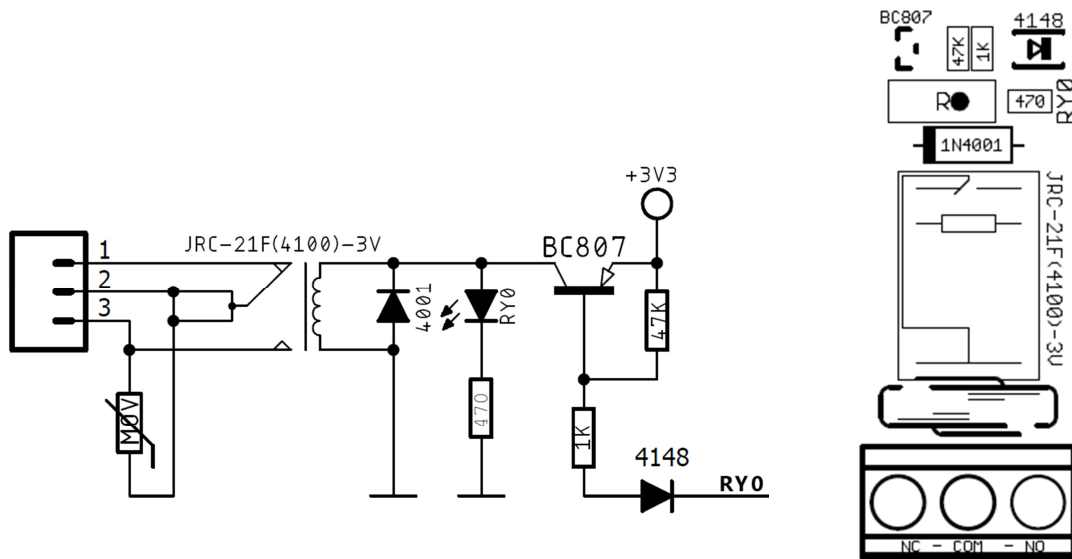 +3V3
JRC-21F(4100)-3V
BC807
1
2
3
4001
RY0
47K
470
1K
MOV
4148
RY0
BC807
4148
47K
1K
R
470
RY0
1N4001
JRC-21F(4100)-3V
NC - COM - NO